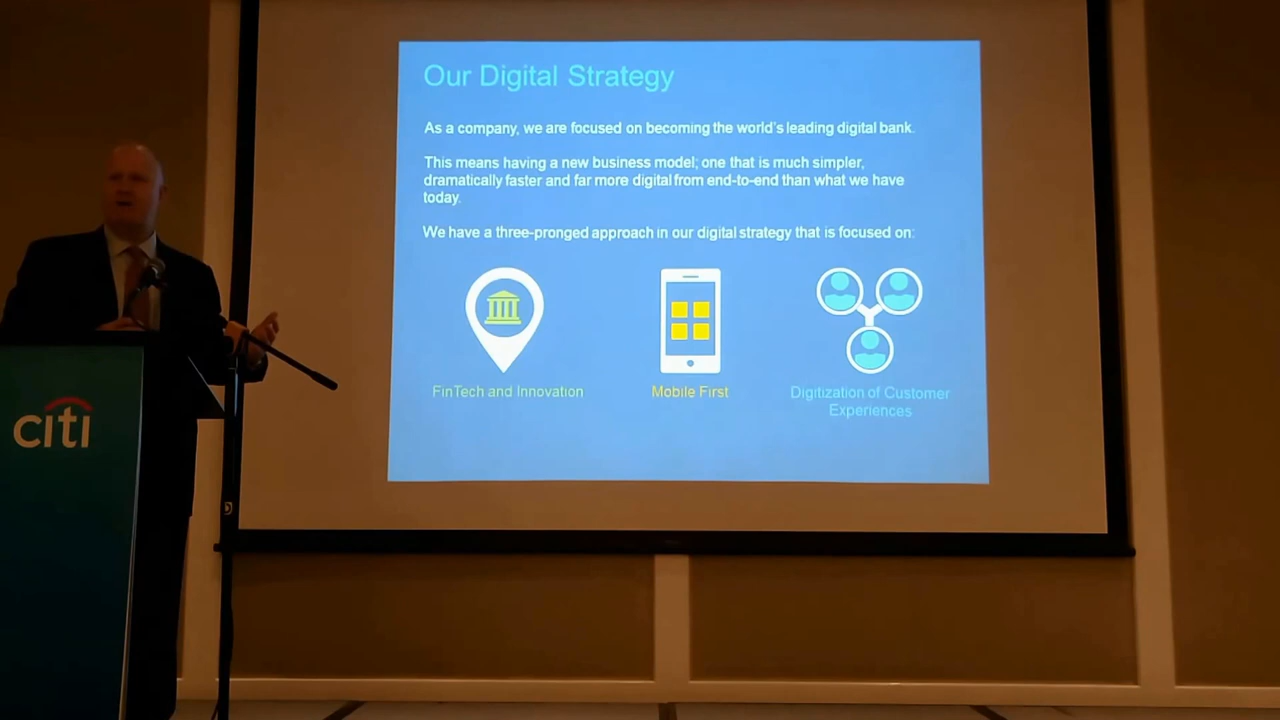 Our Digital Strategy
As a company, we are focused on becoming the world's leading digital bank.
This means having a new business model; one that is much simpler,
dramatically faster and far more digital from end-to-end than what we have
today.
We have a three-pronged approach in our digital strategy that is focused on:
FinTech and Innovation
Mobile First
Digitization of Customer
Experiences
citi